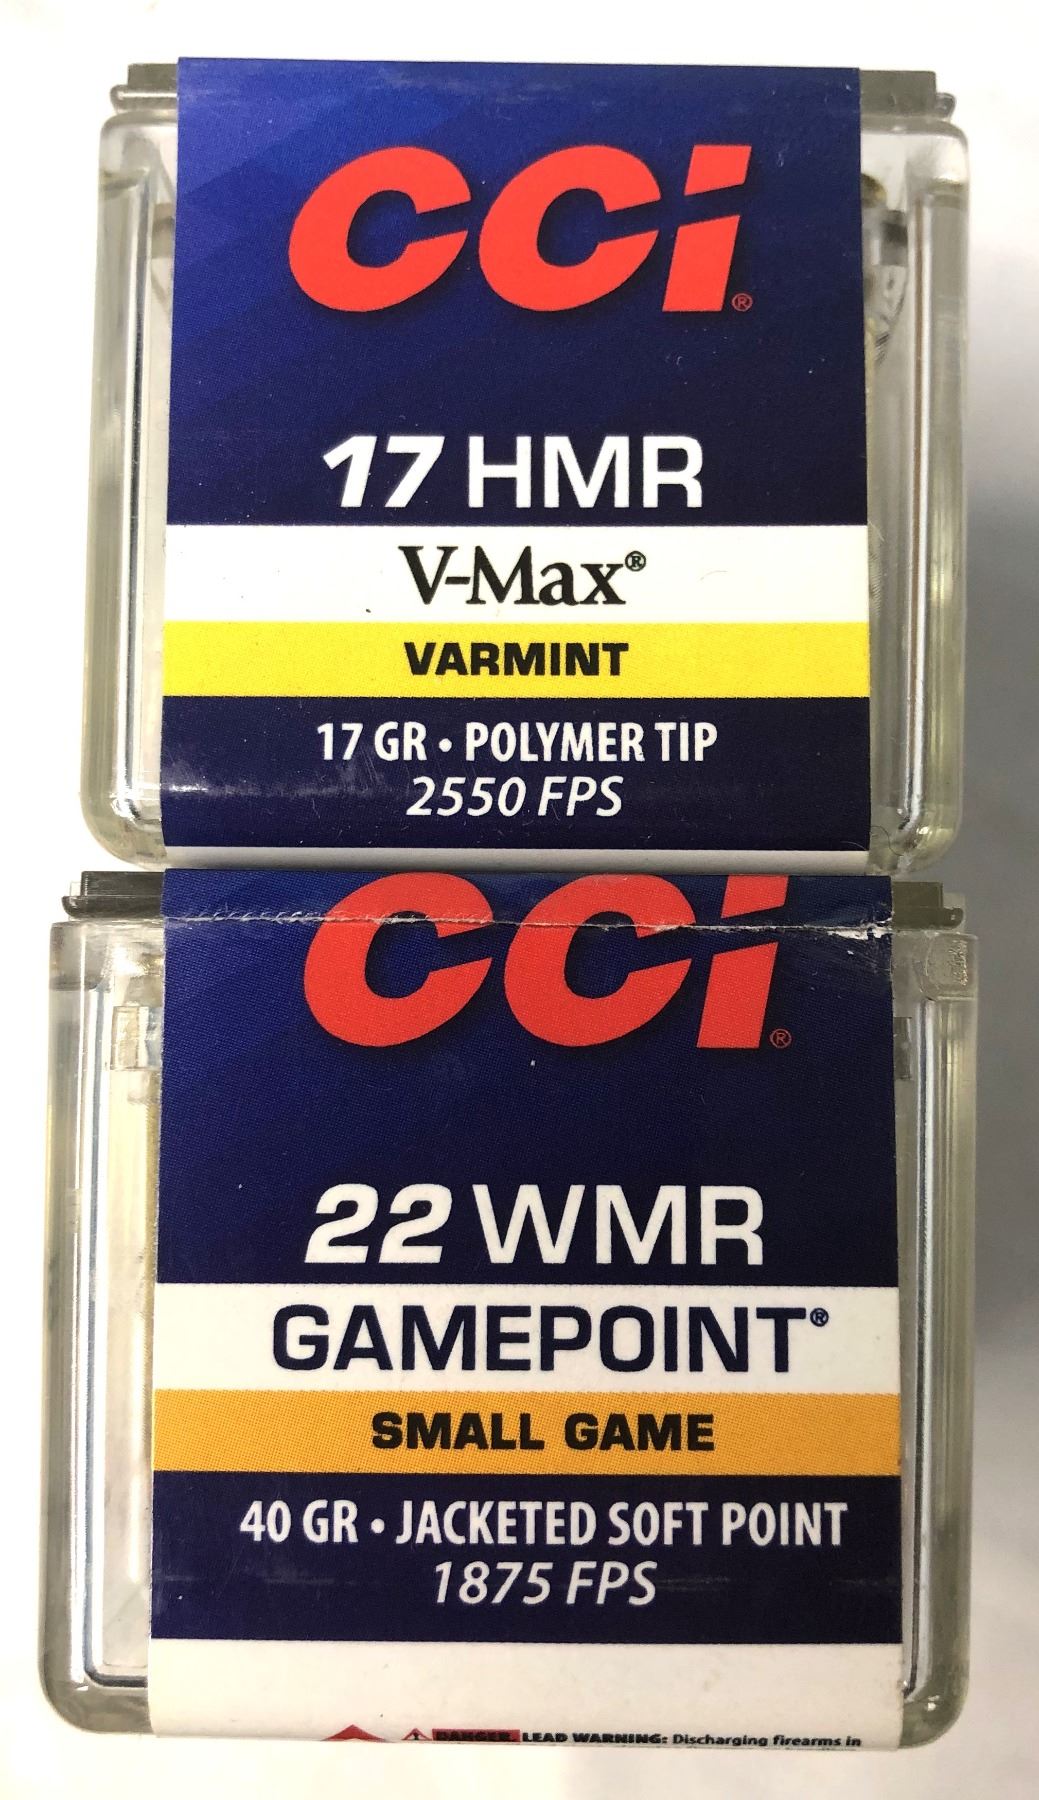 CCI®
17 HMR
V-Max®
VARMINT
17 GR • POLYMER TIP
2550 FPS
CCI®
22 WMR
GAMEPOINT®
SMALL GAME
40 GR • JACKETED SOFT POINT
1875 FPS
DANGER. LEAD WARNING: Discharging firearms in